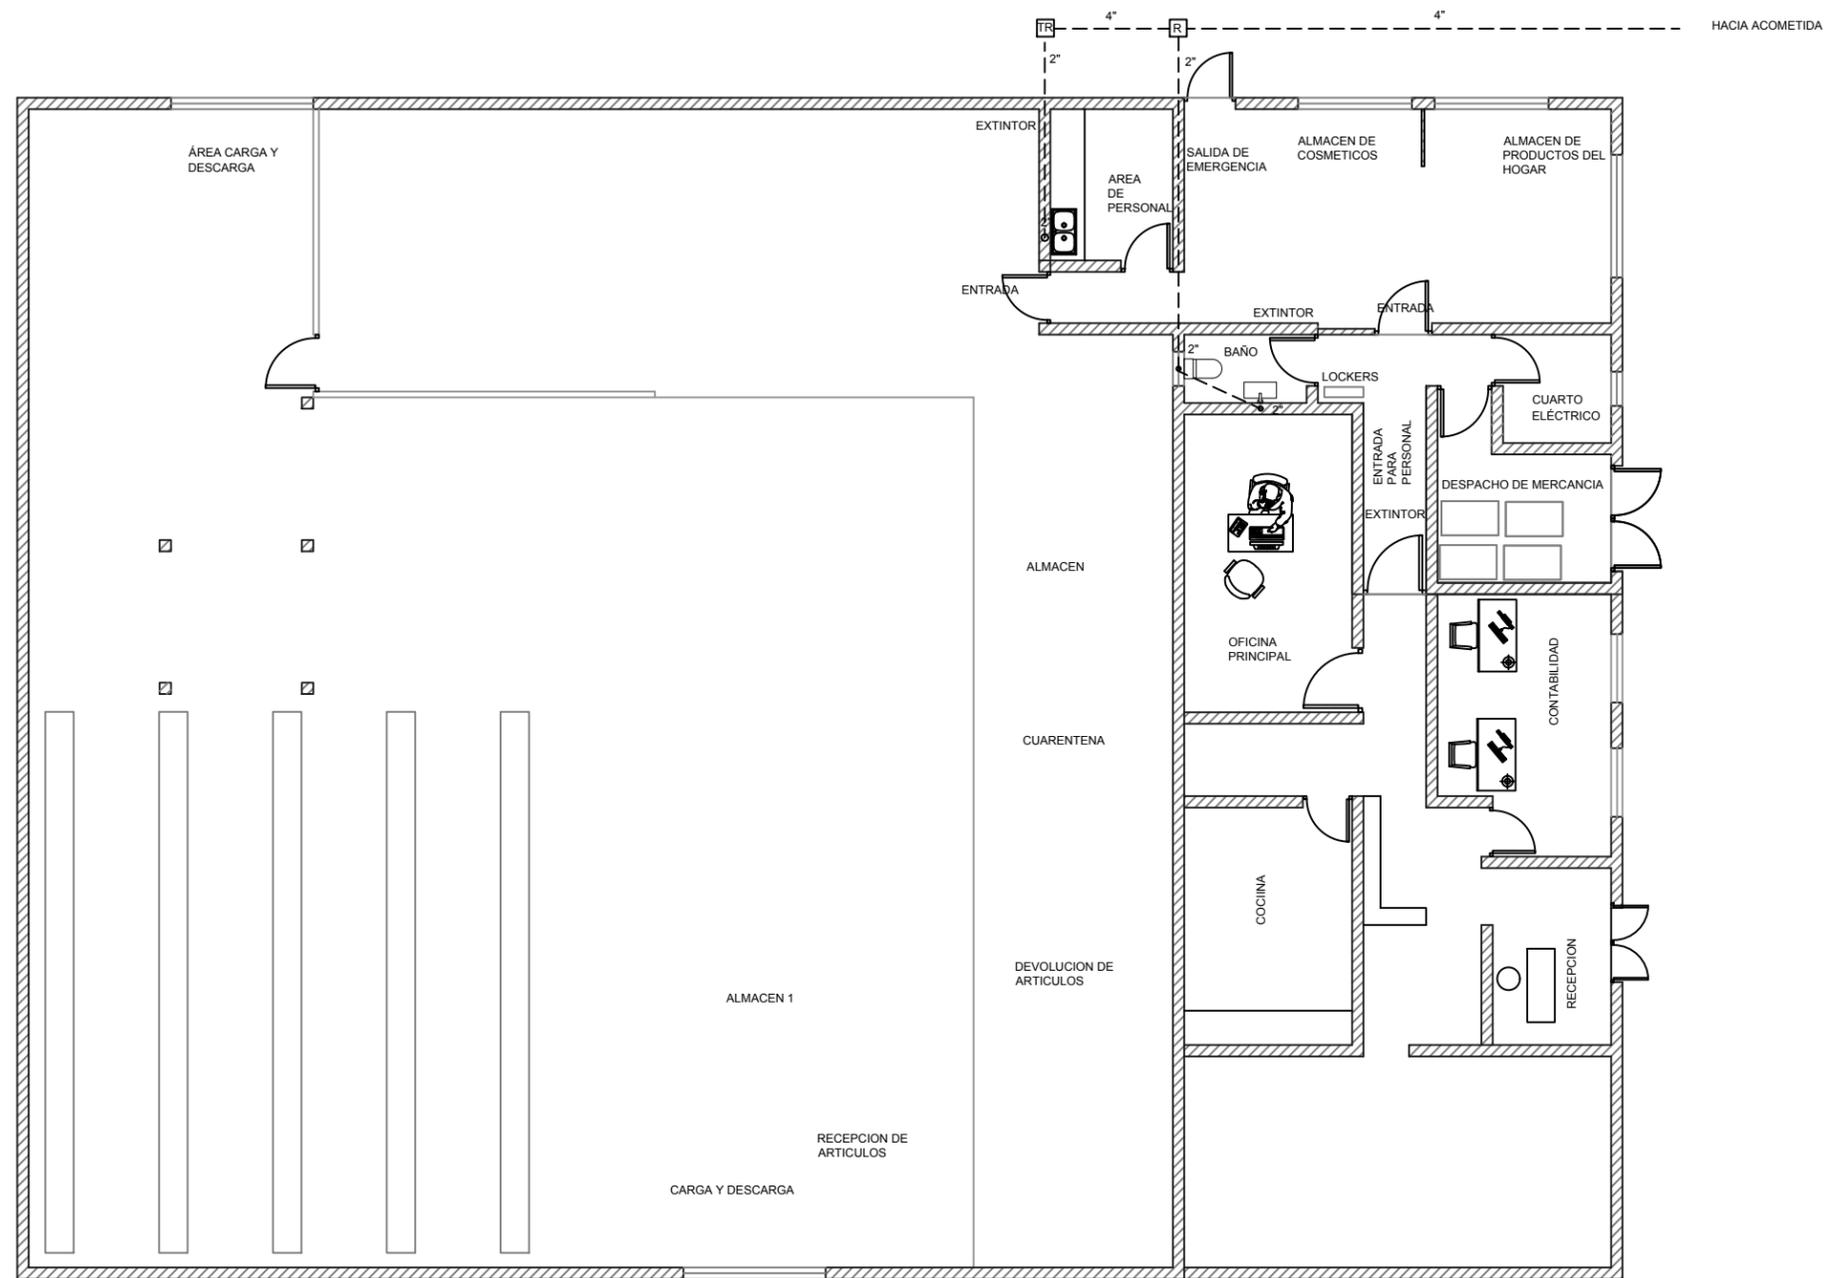 4"
4"
HACIA ACOMETIDA
TR
R
2"
2"
EXTINTOR
ÁREA CARGA Y
DESCARGA
SALIDA DE
EMERGENCIA
ALMACEN DE
COSMETICOS
ALMACEN DE
PRODUCTOS DEL
HOGAR
AREA
DE
PERSONAL
ENTRADA
EXTINTOR
ENTRADA
2"
BAÑO
LOCKERS
2"
CUARTO
ELÉCTRICO
ENTRADA
PARA
PERSONAL
DESPACHO DE MERCANCIA
EXTINTOR
ALMACEN
OFICINA
PRINCIPAL
CONTABILIDAD
CUARENTENA
COCIINA
DEVOLUCION DE
ARTICULOS
RECEPCION
ALMACEN 1
RECEPCION DE
ARTICULOS
CARGA Y DESCARGA